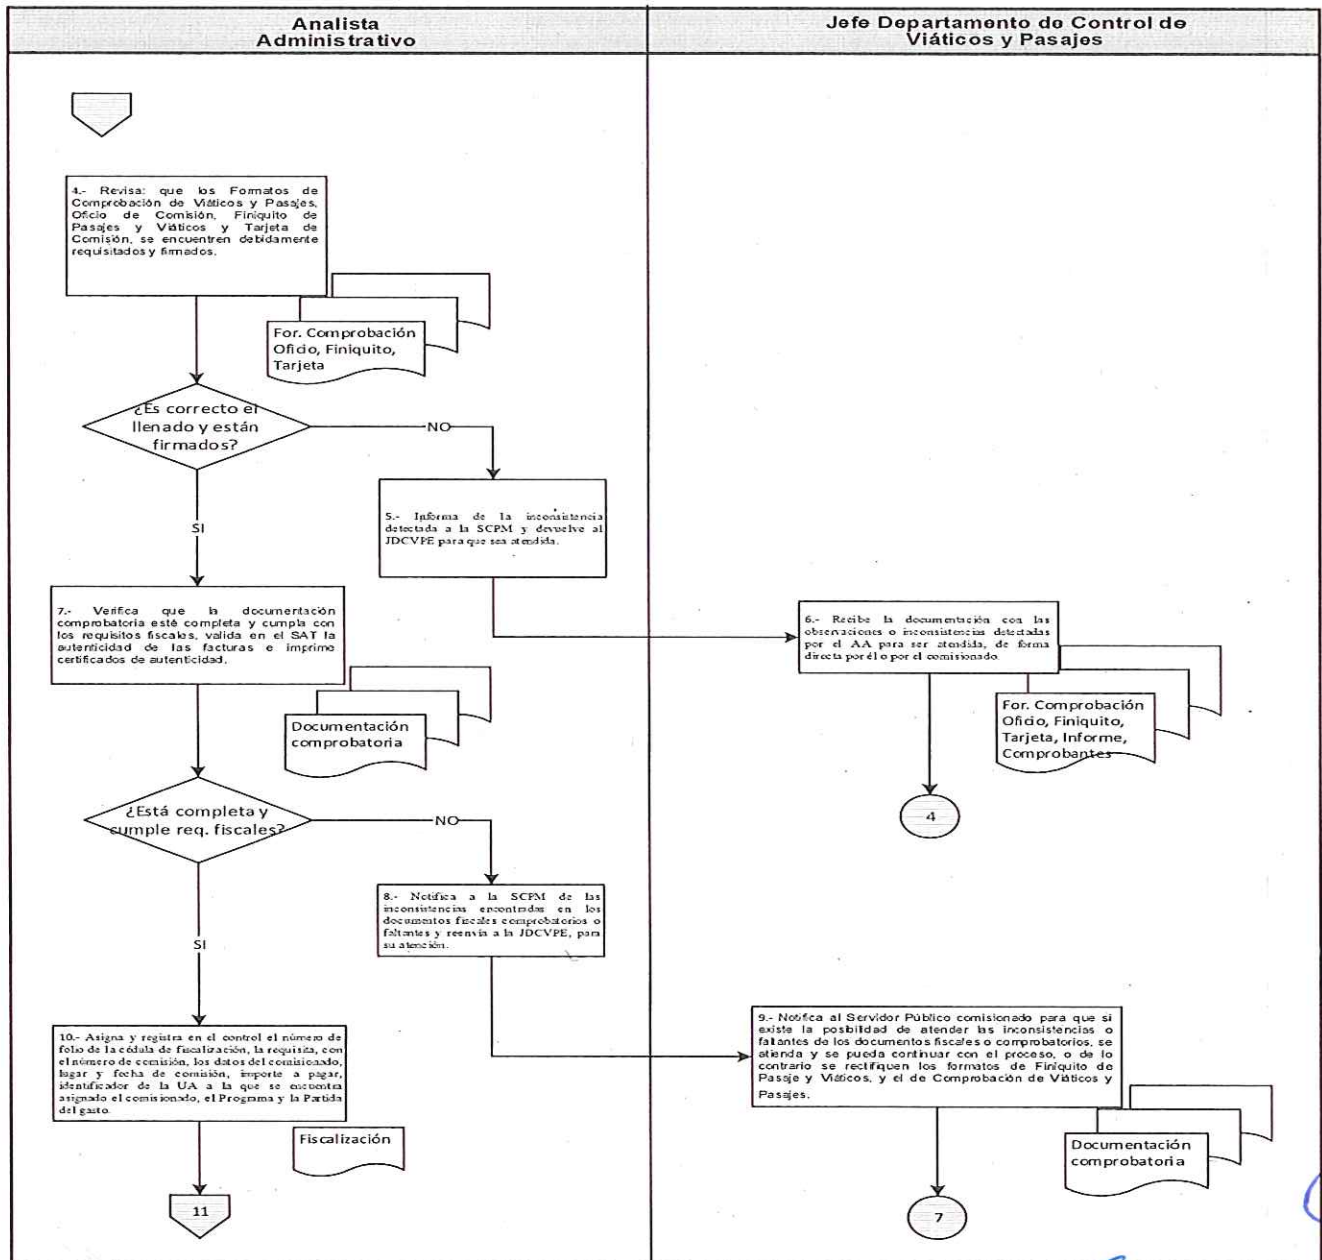 Analista
Administrativo
Jefe Departamento de Control de
Viáticos y Pasajes
4.- Revisa: que los Formatos de
Comprobación de Viáticos y Pasajes,
Oficio de Comisión, Finiquito de
Pasajes y Viáticos y Tarjeta de
Comisión, se encuentren debidamente
requisitados y firmados.
For. Comprobación
Oficio, Finiquito,
Tarjeta
¿Es correcto el
llenado y están
firmados?
NO
SI
5.- Informa de la inconsistencia
detectada a la SCPM y devuelve al
JDCVPE para que sea atendida.
6.- Recibe la documentación con las
observaciones o inconsistencias detectadas
por el AA para ser atendida, de forma
directa por él o por el comisionado.
For. Comprobación
Oficio, Finiquito,
Tarjeta, Informe,
Comprobantes
4
7.- Verifica que la documentación
comprobatoria esté completa y cumpla con
los requisitos fiscales, valida en el SAT la
autenticidad de las facturas e imprime
certificados de autenticidad.
Documentación
comprobatoria
¿Está completa y
cumple req. fiscales?
NO
SI
8.- Notifica a la SCPM de las
inconsistencias encontradas en los
documentos fiscales comprobatorios o
faltantes y reenvía a la JDCVPE, para
su atención.
9.- Notifica al Servidor Público comisionado para que si
existe la posbilidad de atender las inconsistencias o
faltantes de los documentos fiscales o comprobatorios, se
atienda y se pueda continuar con el proceso, o de lo
contrario se rectifiquen los formatos de Finiquito de
Pasaje y Viáticos, y el de Comprobación de Viáticos y
Pasajes.
Documentación
comprobatoria
7
10.- Asigna y registra en el control el número de
folio de la cédula de fiscalización, la requisita, con
el número de comisión, los datos del comisionado,
lugar y fecha de comisión, importe a pagar,
identificador de la UA a la que se encuentra
asignado el comisionado, el Programa y la Partida
del gasto.
Fiscalización
11